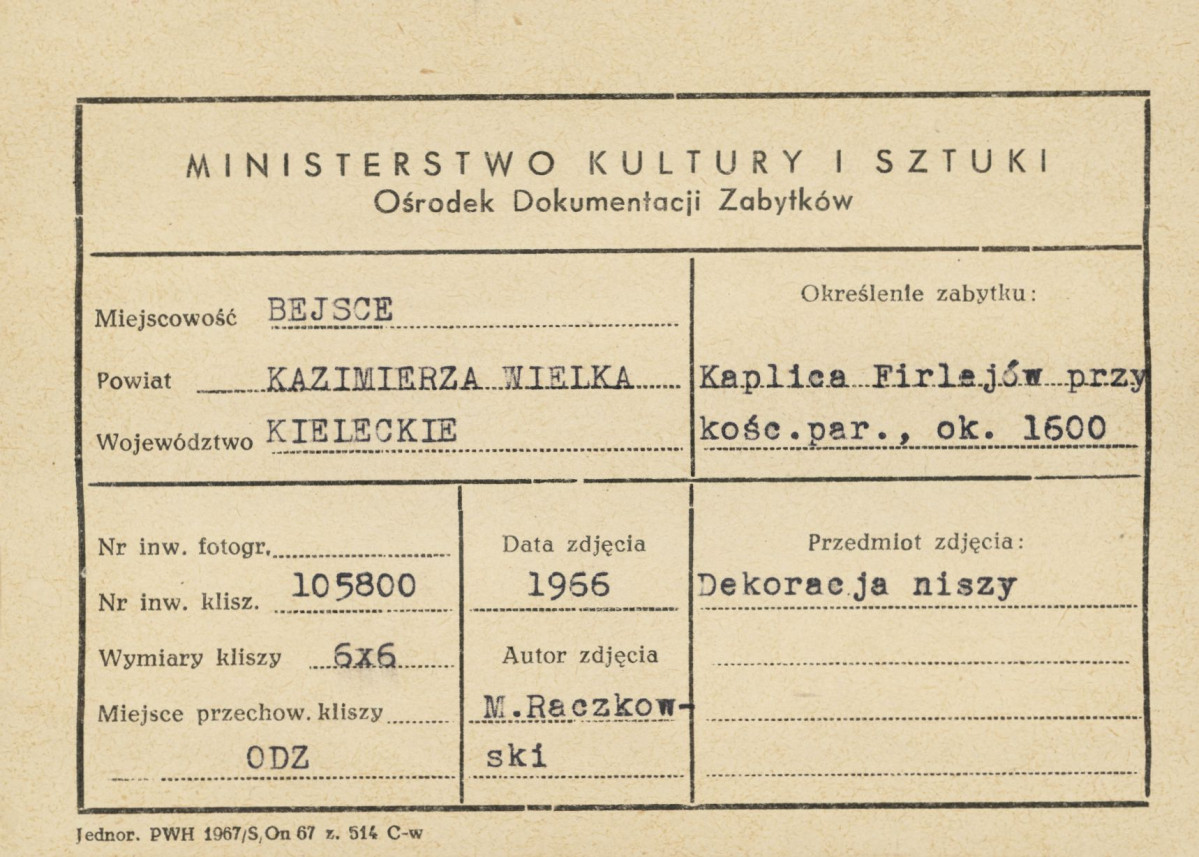 MINISTERSTWO KULTURY I SZTUKI
Ośrodek Dokumentacji Zabytków
Miejscowość BEJSCE
Powiat KAZIMIERZA WIELKA
Województwo KIELECKIE
Określenie zabytku:
Kaplica Firlejów przy
kośc.par., ok. 1600
Nr inw. fotogr.
Nr inw. klisz. 105800
Wymiary kliszy 6x6
Miejsce przechow. kliszy
ODZ
Data zdjęcia
1966
Autor zdjęcia
M.Raczkow-
ski
Przedmiot zdjęcia:
Dekoracja niszy
Jednor. PWH 1967/S, On 67 z. 514 C-w